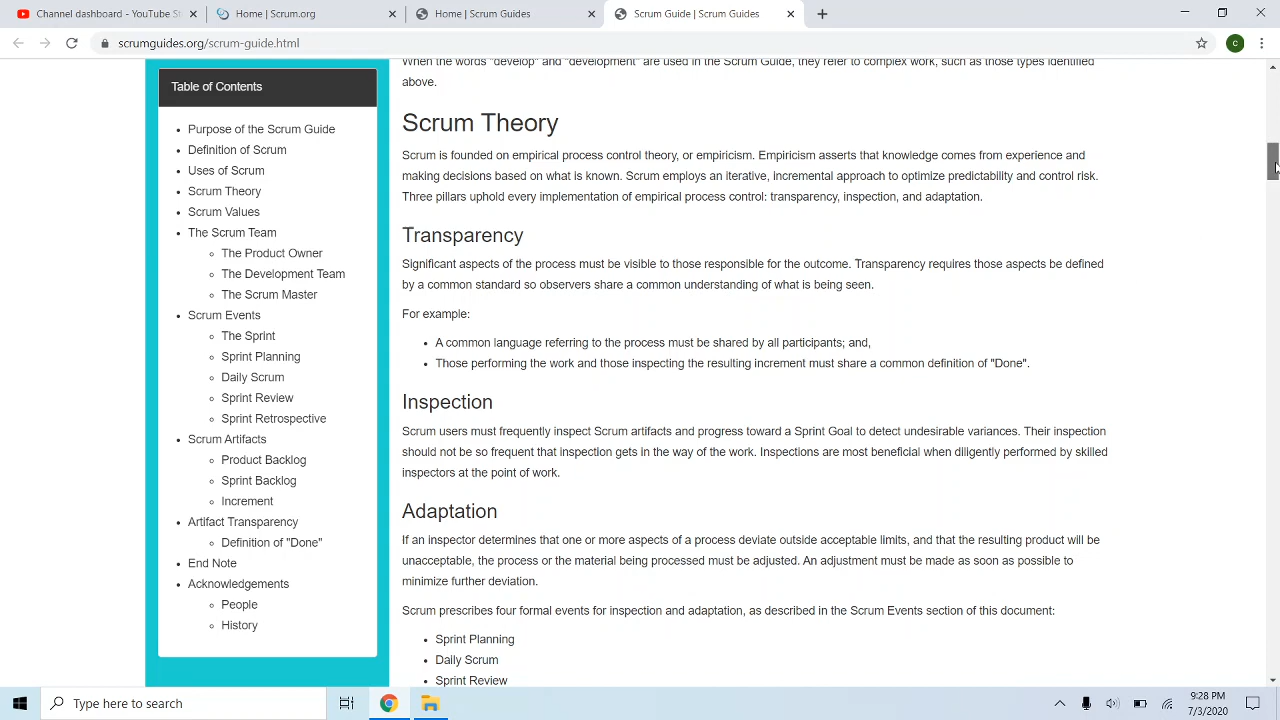 Channel dashboard - YouTube Stu
Home | Scrum.org
Home | Scrum Guides
Scrum Guide | Scrum Guides
scrumguides.org/scrum-guide.html
c
Table of Contents
Purpose of the Scrum Guide
Definition of Scrum
Uses of Scrum
Scrum Theory
Scrum Values
The Scrum Team
The Product Owner
The Development Team
The Scrum Master
Scrum Events
The Sprint
Sprint Planning
Daily Scrum
Sprint Review
Sprint Retrospective
Scrum Artifacts
Product Backlog
Sprint Backlog
Increment
Artifact Transparency
Definition of "Done"
End Note
Acknowledgements
People
History
When the words "develop" and "development" are used in the Scrum Guide, they refer to complex work, such as those types identified
above.
Scrum Theory
Scrum is founded on empirical process control theory, or empiricism. Empiricism asserts that knowledge comes from experience and
making decisions based on what is known. Scrum employs an iterative, incremental approach to optimize predictability and control risk.
Three pillars uphold every implementation of empirical process control: transparency, inspection, and adaptation.
Transparency
Significant aspects of the process must be visible to those responsible for the outcome. Transparency requires those aspects be defined
by a common standard so observers share a common understanding of what is being seen.
For example:
A common language referring to the process must be shared by all participants; and,
Those performing the work and those inspecting the resulting increment must share a common definition of "Done".
Inspection
Scrum users must frequently inspect Scrum artifacts and progress toward a Sprint Goal to detect undesirable variances. Their inspection
should not be so frequent that inspection gets in the way of the work. Inspections are most beneficial when diligently performed by skilled
inspectors at the point of work.
Adaptation
If an inspector determines that one or more aspects of a process deviate outside acceptable limits, and that the resulting product will be
unacceptable, the process or the material being processed must be adjusted. An adjustment must be made as soon as possible to
minimize further deviation.
Scrum prescribes four formal events for inspection and adaptation, as described in the Scrum Events section of this document:
Sprint Planning
Daily Scrum
Sprint Review
Type here to search
9:28 PM
7/3/2020